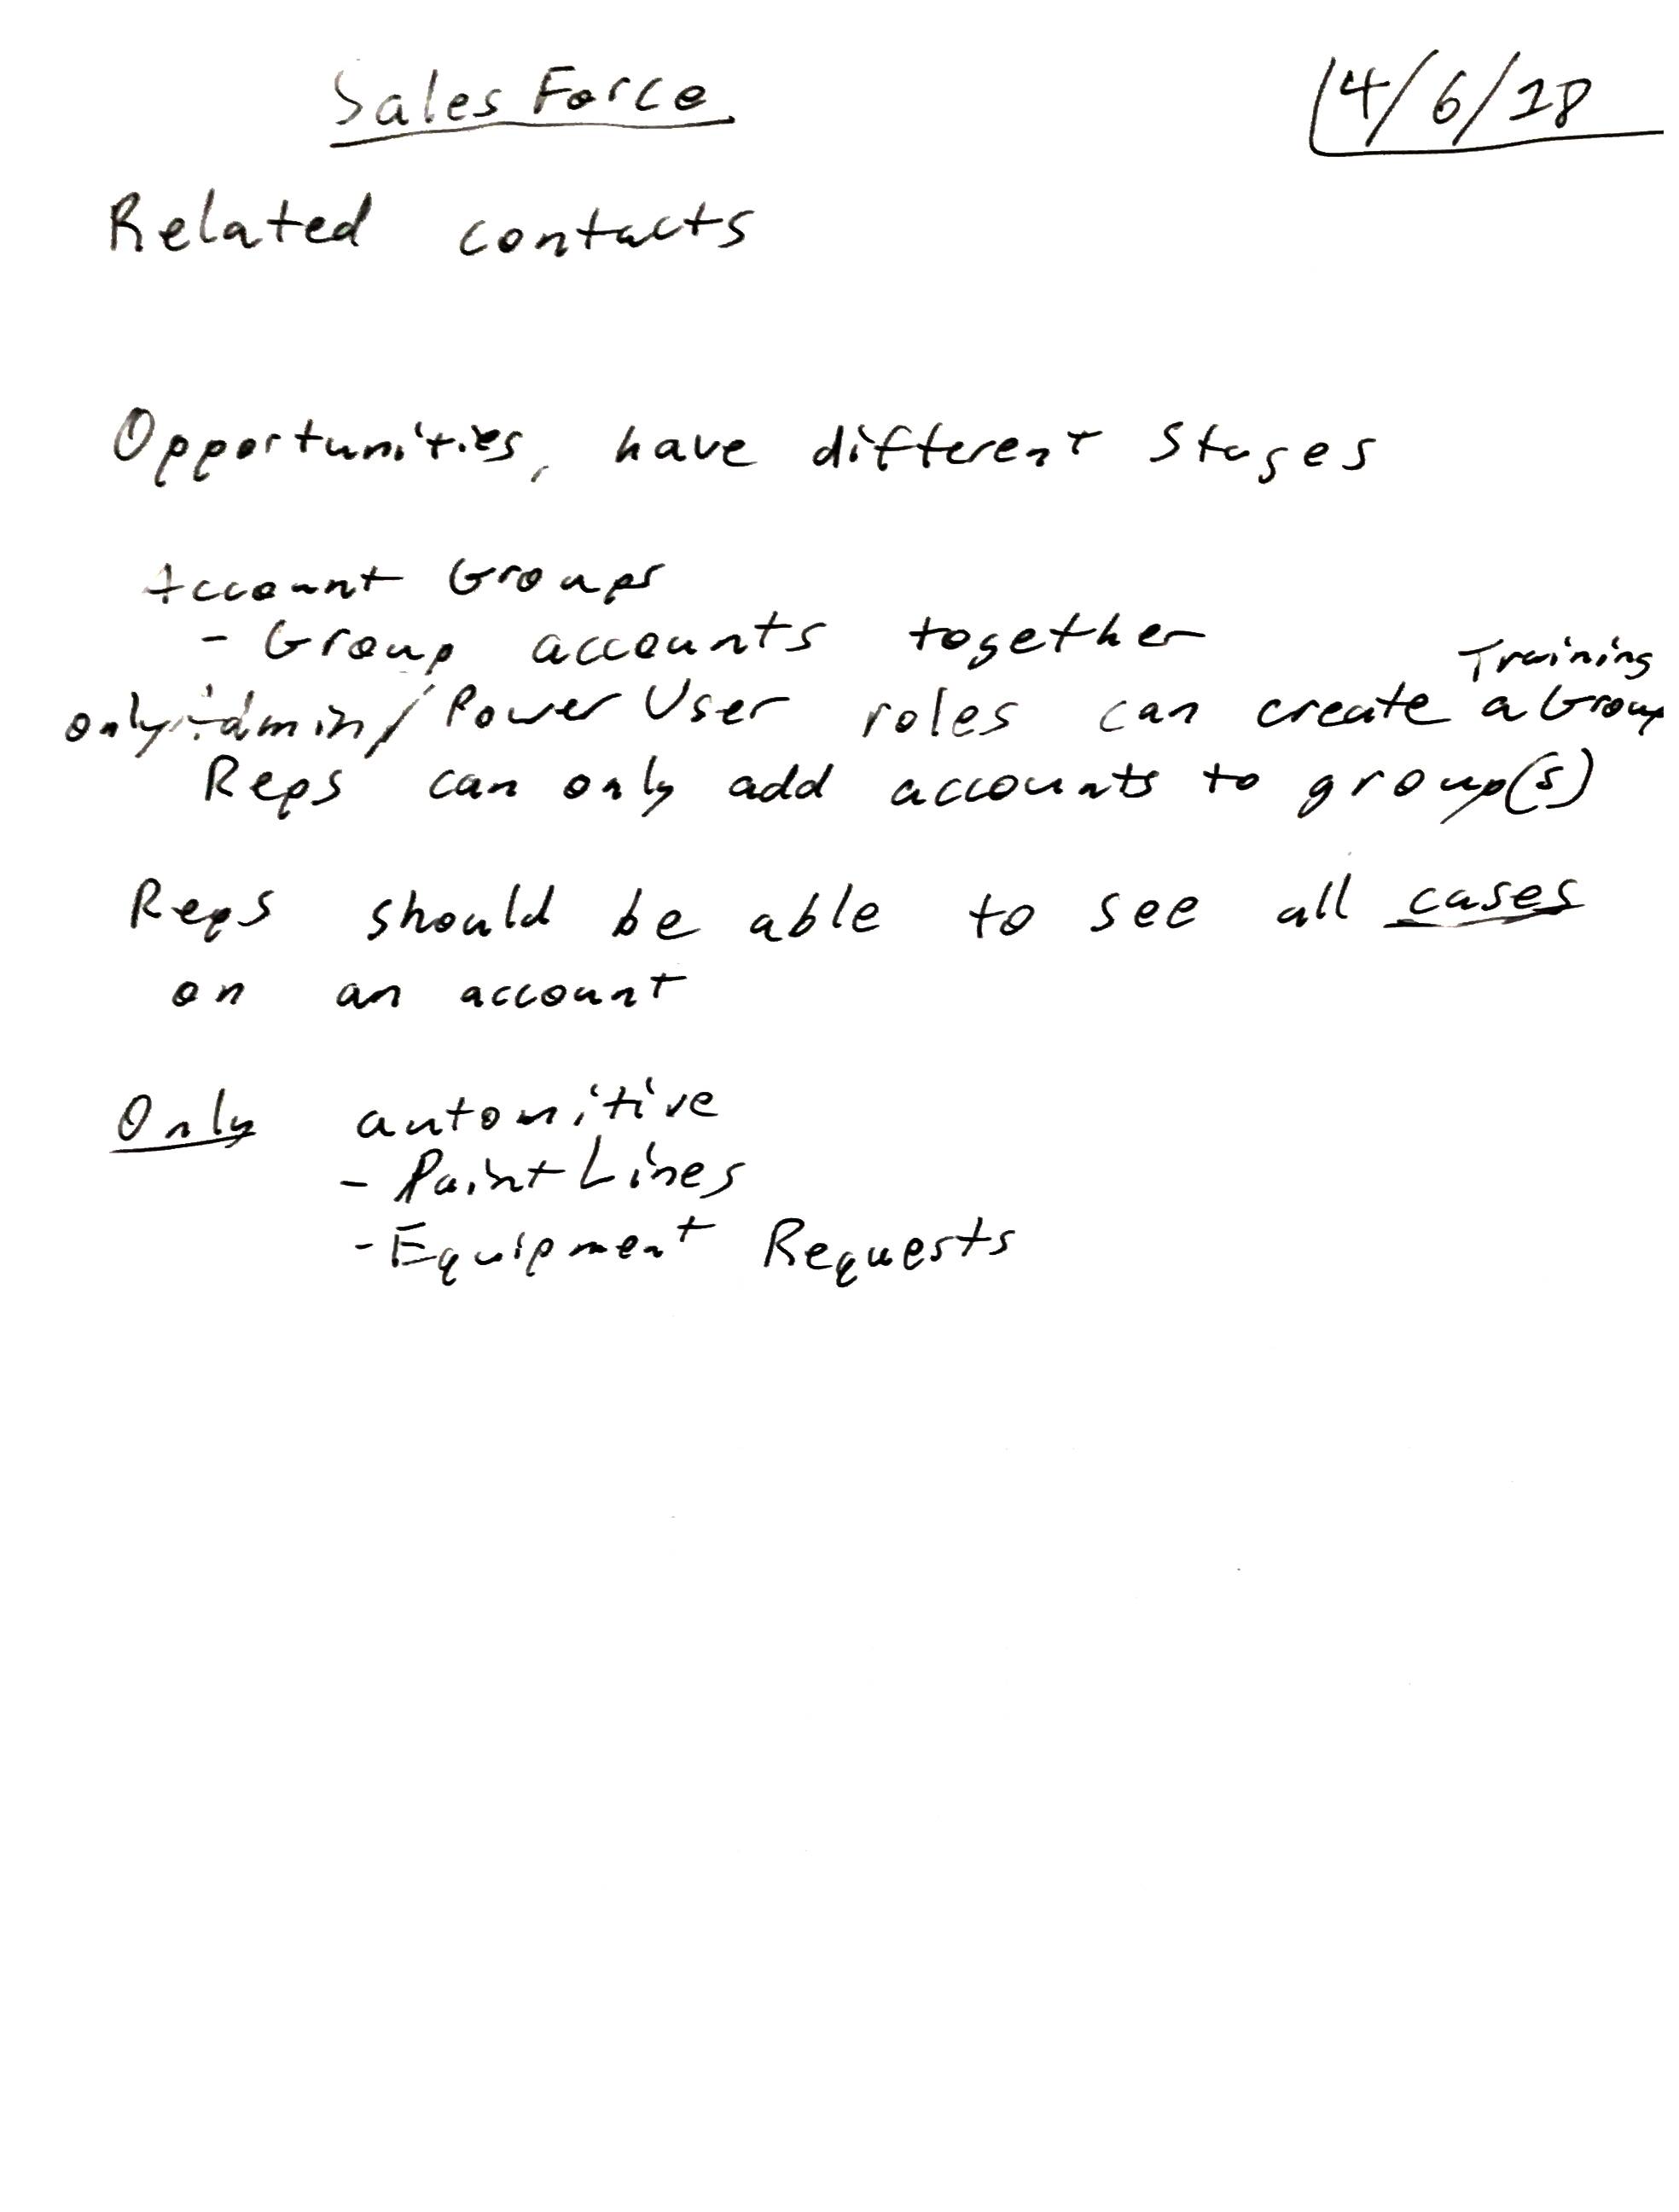 Sales Force
4/6/18
Related contacts
Opportunities, have different Stages
Account Groups
- Group accounts together
Training
only admin/Power User roles can create a Group
Reps can only add accounts to group(s)
Reps should be able to see all cases
on an account
Only automitive
- Paint Lines
- Equipment Requests